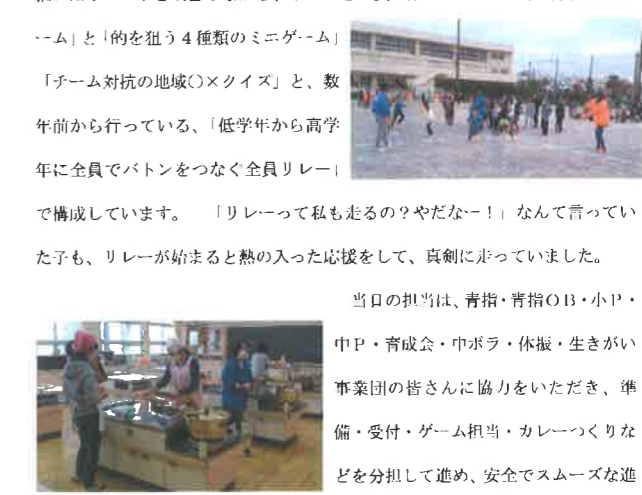 ーム」と「的を狙う４種類のミニゲーム」
「チーム対抗の地域○×クイズ」と、数
年前から行っている、「低学年から高学
年に全員でバトンをつなぐ全員リレー」
で構成しています。　「リレーって私も走るの？やだなー！」なんて言ってい
た子も、リレーが始まると熱の入った応援をして、真剣に走っていました。
当日の担当は、青指・青指ＯＢ・小Ｐ・
中Ｐ・育成会・中ボラ・体振・生きがい
事業団の皆さんに協力をいただき、準
備・受付・ゲーム担当・カレーつくりな
どを分担して進め、安全でスムーズな進